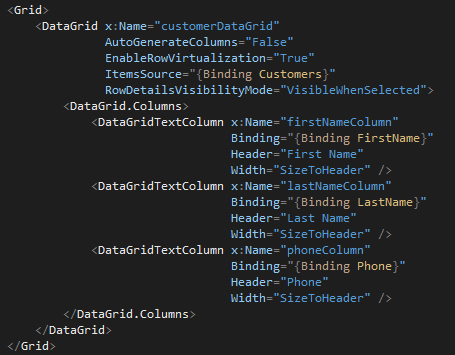 <Grid>
    <DataGrid x:Name="customerDataGrid"
              AutoGenerateColumns="False"
              EnableRowVirtualization="True"
              ItemsSource="{Binding Customers}"
              RowDetailsVisibilityMode="VisibleWhenSelected">
        <DataGrid.Columns>
            <DataGridTextColumn x:Name="firstNameColumn"
                                Binding="{Binding FirstName}"
                                Header="First Name"
                                Width="SizeToHeader" />
            <DataGridTextColumn x:Name="lastNameColumn"
                                Binding="{Binding LastName}"
                                Header="Last Name"
                                Width="SizeToHeader" />
            <DataGridTextColumn x:Name="phoneColumn"
                                Binding="{Binding Phone}"
                                Header="Phone"
                                Width="SizeToHeader" />
        </DataGrid.Columns>
    </DataGrid>
</Grid>